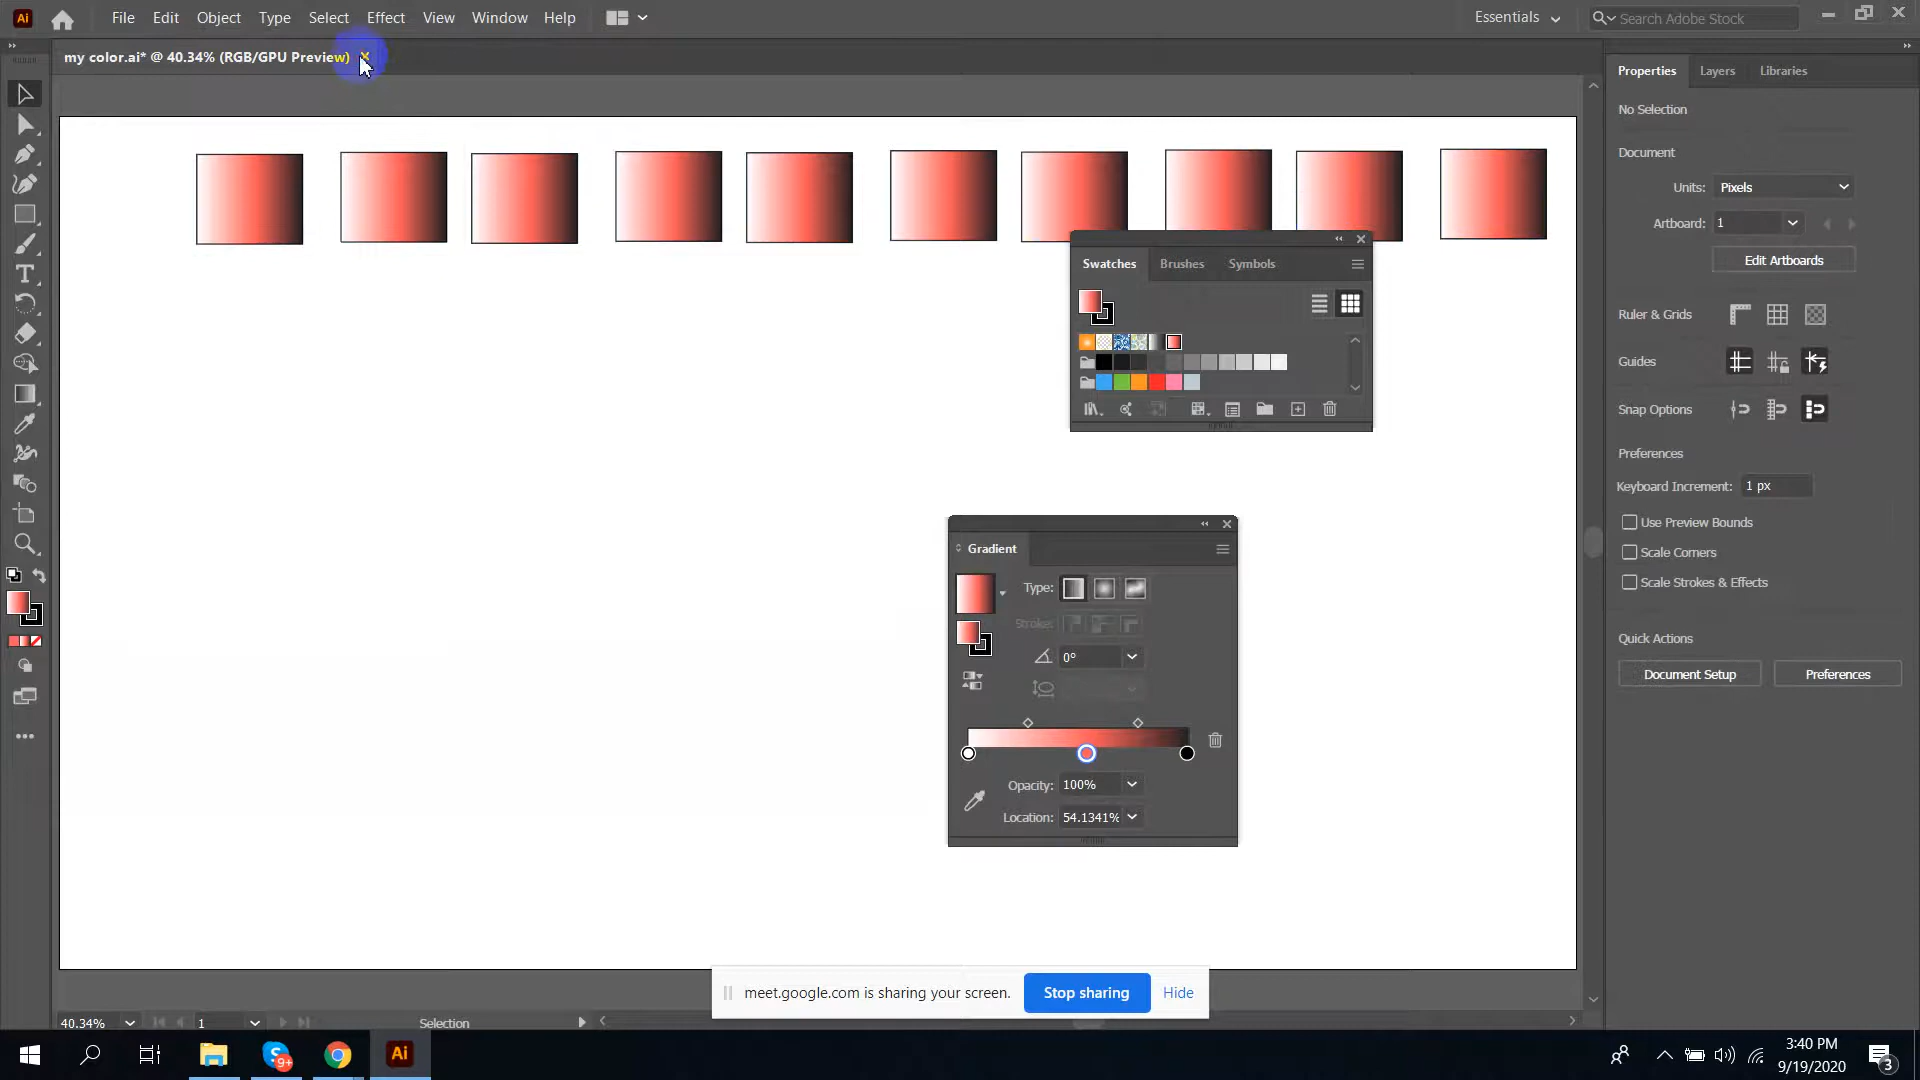 Ai File Edit Object Type Select Effect View Window Help Essentials Search Adobe Stock
my color.ai* @ 40.34% (RGB/GPU Preview)
Properties Layers Libraries
No Selection
Document
Units: Pixels
Artboard: 1
Edit Artboards
Ruler & Grids
Guides
Snap Options
Preferences
Keyboard Increment: 1 px
Use Preview Bounds
Scale Corners
Scale Strokes & Effects
Quick Actions
Document Setup Preferences
Swatches Brushes Symbols
Gradient
Type:
Stroke:
0°
Opacity: 100%
Location: 54.1341%
meet.google.com is sharing your screen. Stop sharing Hide
40.34% 1 Selection
S 9+ Ai
3:40 PM
9/19/2020
3